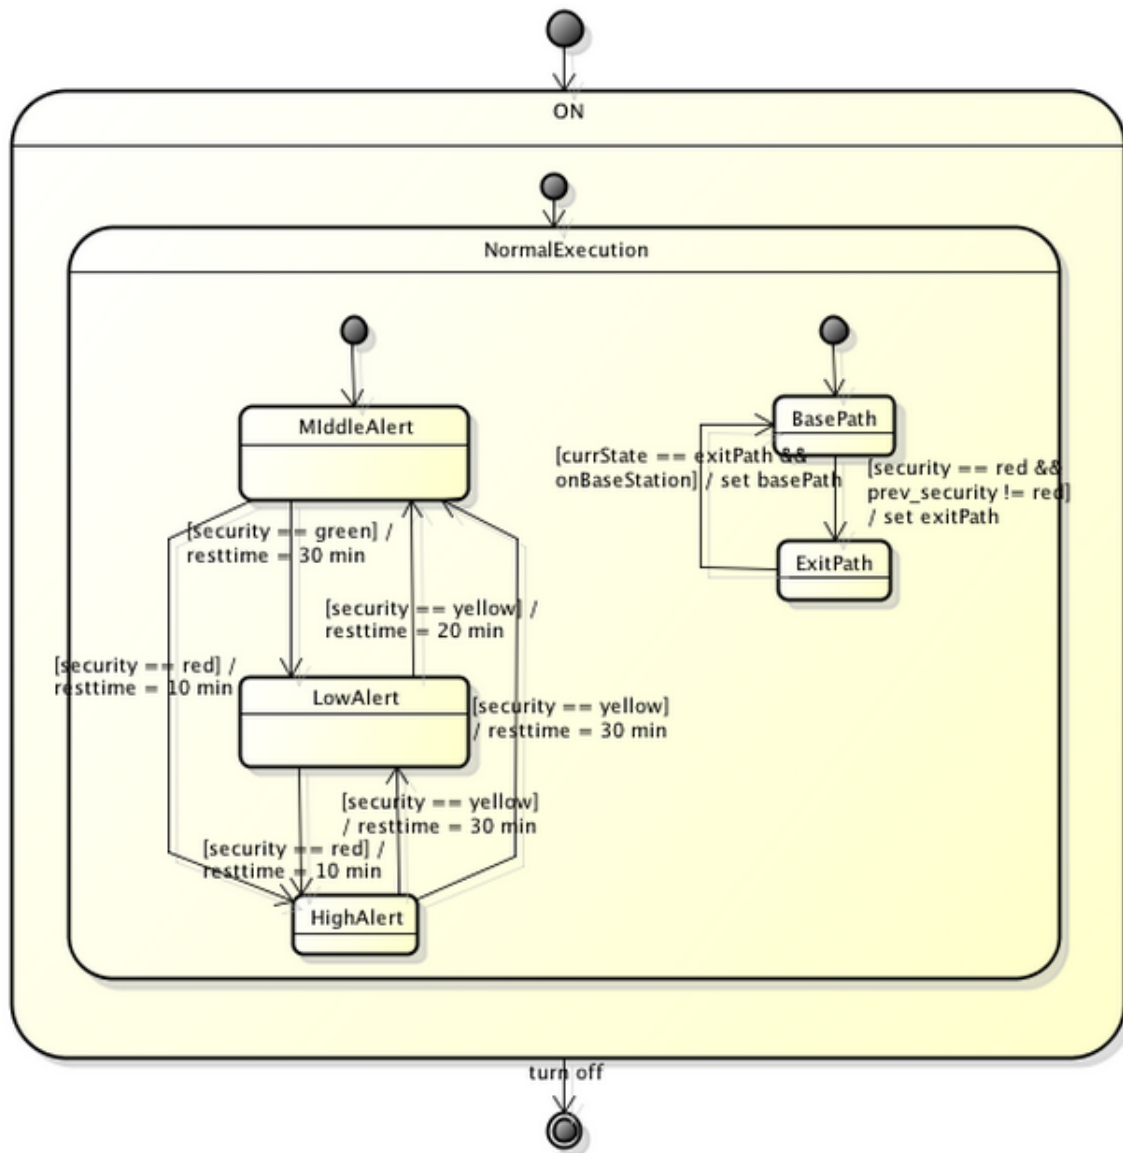 ON
NormalExecution
MIddleAlert
BasePath
[currState == exitPath &&
onBaseStation] / set basePath
[security == red &&
prev_security != red]
/ set exitPath
ExitPath
[security == green] /
resttime = 30 min
[security == yellow] /
resttime = 20 min
[security == red] /
resttime = 10 min
LowAlert
[security == yellow]
/ resttime = 30 min
[security == yellow]
/ resttime = 30 min
[security == red] /
resttime = 10 min
HighAlert
turn off